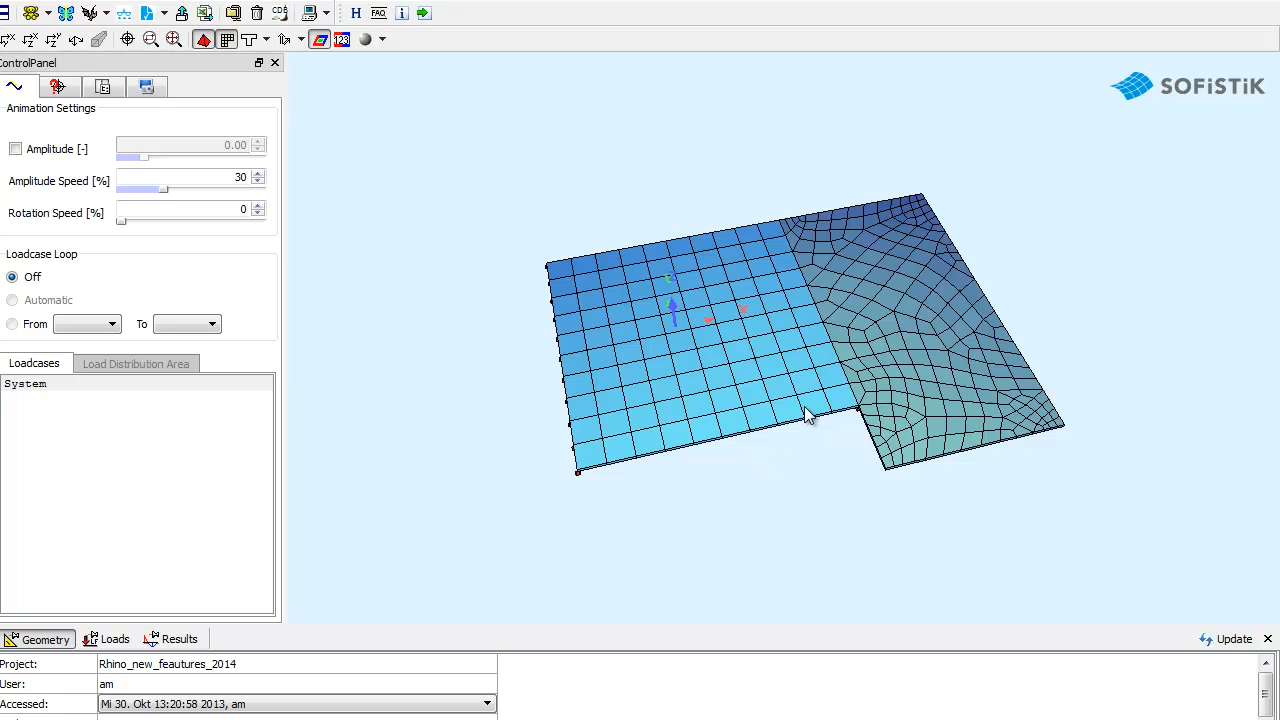 H FAQ i
123
ControlPanel
SOFiSTiK
Animation Settings
Amplitude [-] 0.00
Amplitude Speed [%] 30
Rotation Speed [%] 0
Loadcase Loop
Off
Automatic
From To
Loadcases Load Distribution Area
System
Geometry Loads Results Update
Project: Rhino_new_feautures_2014
User: am
Accessed: Mi 30. Okt 13:20:58 2013, am